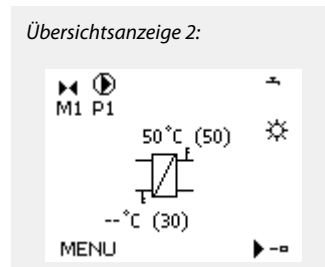 Übersichtsanzeige 2:
M1 P1
50 °C (50)
--°C (30)
MENU